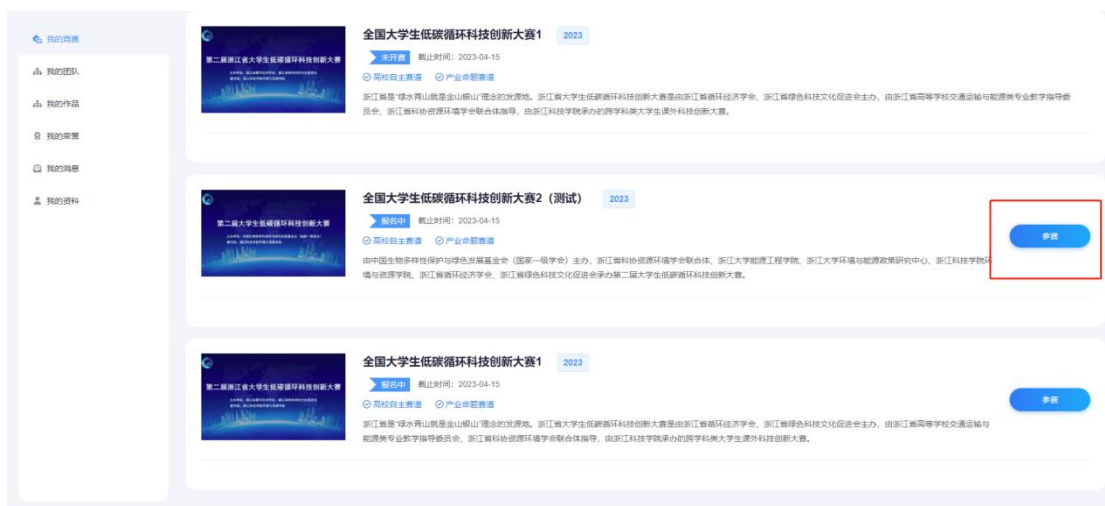 我的竞赛
我的团队
我的作品
我的荣誉
我的消息
我的资料
第二届浙江省大学生低碳循环科技创新大赛
全国大学生低碳循环科技创新大赛1 2023
未开赛 截止时间：2023-04-15
高校自主赛道 产业命题赛道
浙江省是“绿水青山就是金山银山”理念的发源地。浙江省大学生低碳循环科技创新大赛是由浙江省循环经济学会、浙江省绿色科技文化促进会主办，由浙江省高等学校交通运输与能源类专业教学指导委
员会、浙江省科协资源环境学会联合体指导，由浙江科技学院承办的跨学科类大学生课外科技创新大赛。
第二届大学生低碳循环科技创新大赛
全国大学生低碳循环科技创新大赛2（测试） 2023
报名中 截止时间：2023-04-15
高校自主赛道 产业命题赛道
由中国生物多样性保护与绿色发展基金会（国家一级学会）主办，浙江省科协资源环境学会联合体、浙江大学能源工程学院、浙江大学环境与能源政策研究中心、浙江科技学院环
境与资源学院、浙江省循环经济学会、浙江省绿色科技文化促进会承办第二届大学生低碳循环科技创新大赛。
参赛
第二届浙江省大学生低碳循环科技创新大赛
全国大学生低碳循环科技创新大赛1 2023
报名中 截止时间：2023-04-15
高校自主赛道 产业命题赛道
浙江省是“绿水青山就是金山银山”理念的发源地。浙江省大学生低碳循环科技创新大赛是由浙江省循环经济学会、浙江省绿色科技文化促进会主办，由浙江省高等学校交通运输与
能源类专业教学指导委员会、浙江省科协资源环境学会联合体指导，由浙江科技学院承办的跨学科类大学生课外科技创新大赛。
参赛